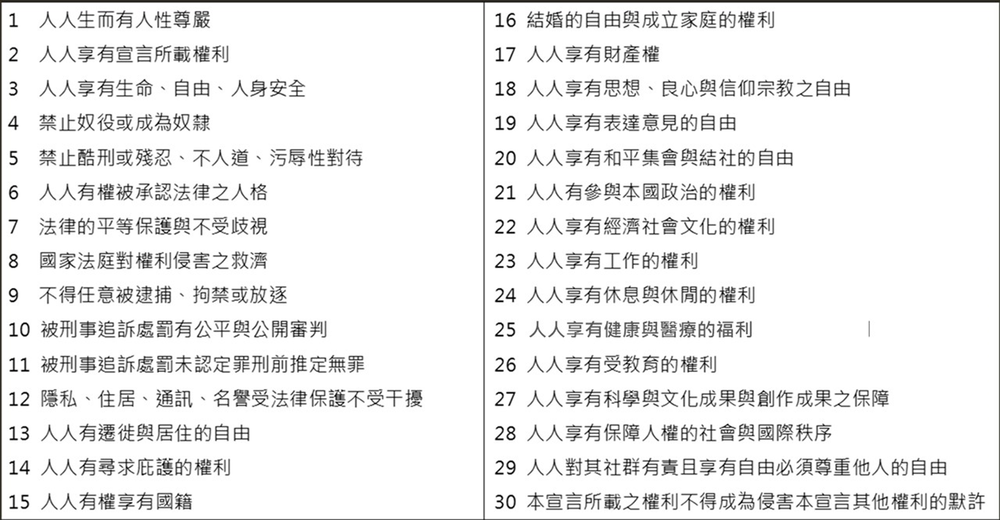 1 人人生而有人性尊嚴
2 人人享有宣言所載權利
3 人人享有生命、自由、人身安全
4 禁止奴役或成為奴隸
5 禁止酷刑或殘忍、不人道、污辱性對待
6 人人有權被承認法律之人格
7 法律的平等保護與不受歧視
8 國家法庭對權利侵害之救濟
9 不得任意被逮捕、拘禁或放逐
10 被刑事追訴處罰有公平與公開審判
11 被刑事追訴處罰未認定罪刑前推定無罪
12 隱私、住居、通訊、名譽受法律保護不受干擾
13 人人有遷徙與居住的自由
14 人人有尋求庇護的權利
15 人人有權享有國籍
16 結婚的自由與成立家庭的權利
17 人人享有財產權
18 人人享有思想、良心與信仰宗教之自由
19 人人享有表達意見的自由
20 人人享有和平集會與結社的自由
21 人人有參與本國政治的權利
22 人人享有經濟社會文化的權利
23 人人享有工作的權利
24 人人享有休息與休閒的權利
25 人人享有健康與醫療的福利
26 人人享有受教育的權利
27 人人享有科學與文化成果與創作成果之保障
28 人人享有保障人權的社會與國際秩序
29 人人對其社群有責且享有自由必須尊重他人的自由
30 本宣言所載之權利不得成為侵害本宣言其他權利的默許